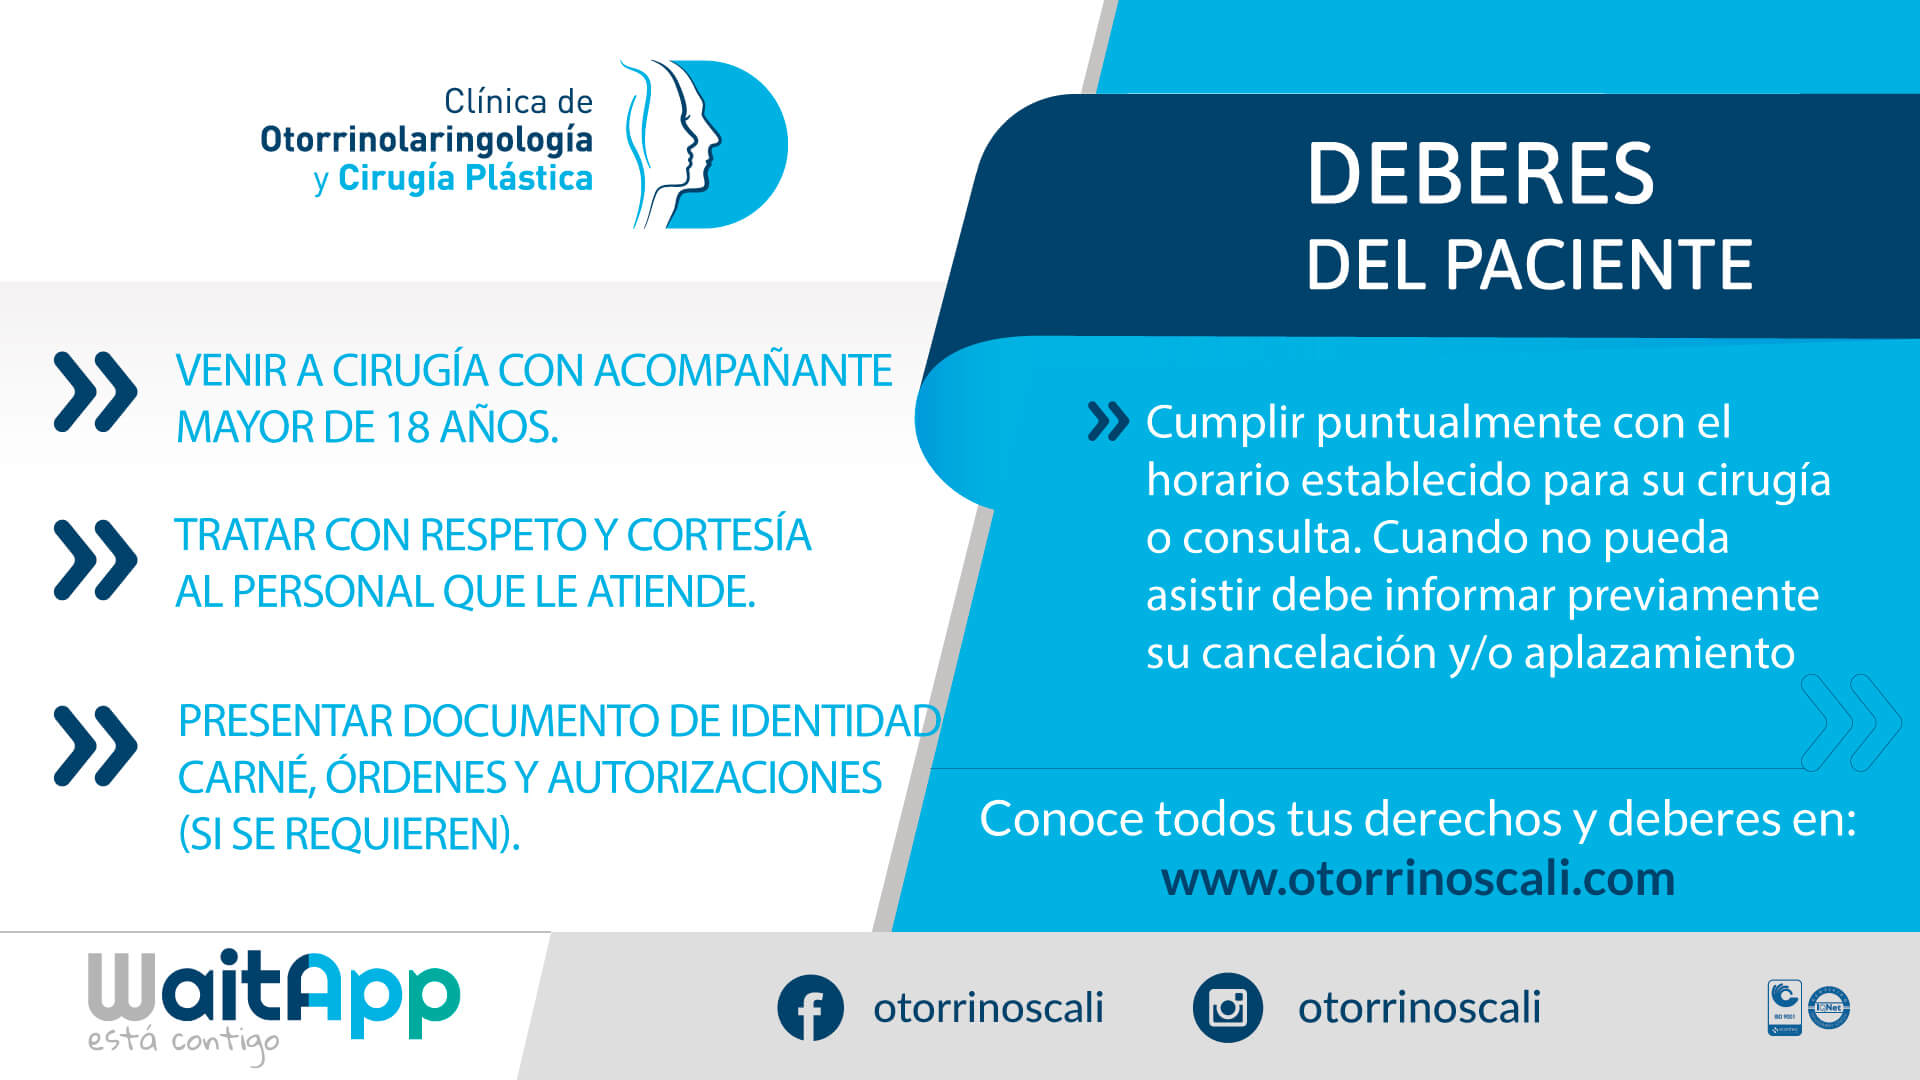 Clínica de
Otorrinolaringología
y Cirugía Plástica
DEBERES
DEL PACIENTE
VENIR A CIRUGÍA CON ACOMPAÑANTE
MAYOR DE 18 AÑOS.
TRATAR CON RESPETO Y CORTESÍA
AL PERSONAL QUE LE ATIENDE.
PRESENTAR DOCUMENTO DE IDENTIDAD
CARNÉ, ÓRDENES Y AUTORIZACIONES
(SI SE REQUIEREN).
Cumplir puntualmente con el
horario establecido para su cirugía
o consulta. Cuando no pueda
asistir debe informar previamente
su cancelación y/o aplazamiento
Conoce todos tus derechos y deberes en:
www.otorrinoscali.com
WaitApp
está contigo
otorrinoscali
otorrinoscali
ISO 9001
IQNet